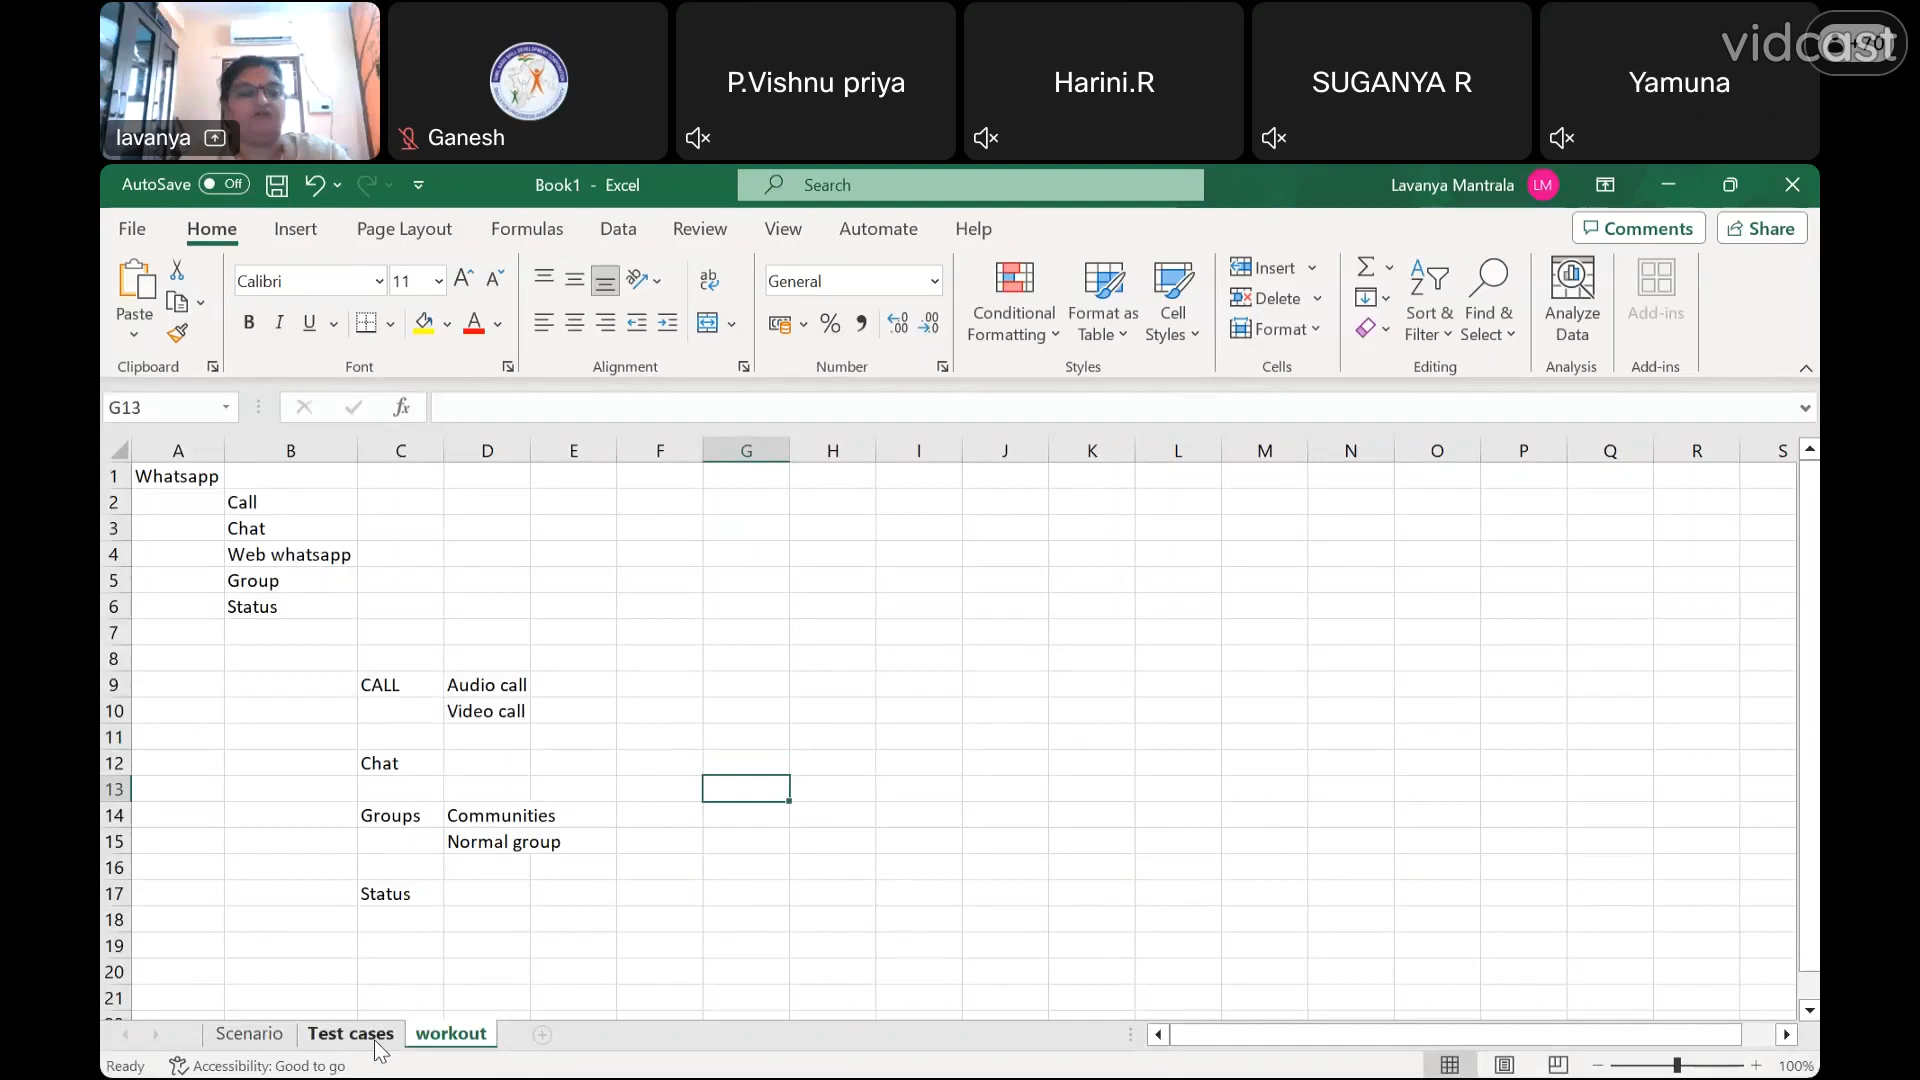 vidcast
lavanya
Ganesh
P.Vishnu priya
Harini.R
SUGANYA R
Yamuna
AutoSave Off
Book1 - Excel
Search
Lavanya Mantrala LM
File Home Insert Page Layout Formulas Data Review View Automate Help
Comments Share
Paste
Clipboard
Calibri 11
B I U
Font
ab
Alignment
General
Number
Conditional Formatting
Format as Table
Cell Styles
Styles
Insert
Delete
Format
Cells
Sort & Filter
Find & Select
Editing
Analyze Data
Analysis
Add-ins
Add-ins
G13 fx
A B C D E F G H I J K L M N O P Q R S
1 Whatsapp
2 Call
3 Chat
4 Web whatsapp
5 Group
6 Status
7
8
9 CALL Audio call
10 Video call
11
12 Chat
13
14 Groups Communities
15 Normal group
16
17 Status
18
19
20
21
Scenario Test cases workout
Ready Accessibility: Good to go 100%